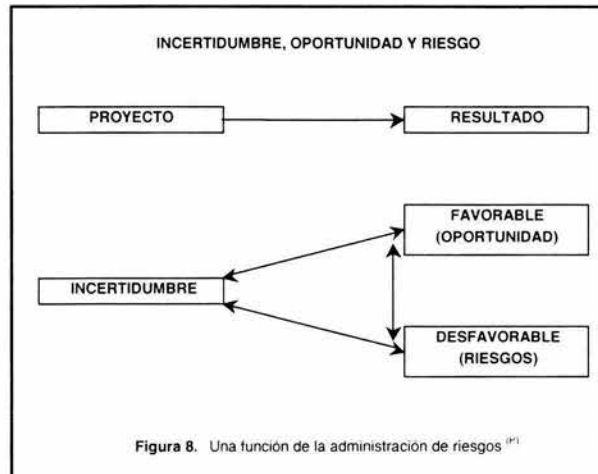 INCERTIDUMBRE, OPORTUNIDAD Y RIESGO
PROYECTO
RESULTADO
FAVORABLE
(OPORTUNIDAD)
INCERTIDUMBRE
DESFAVORABLE
(RIESGOS)
Figura 8. Una función de la administración de riesgos